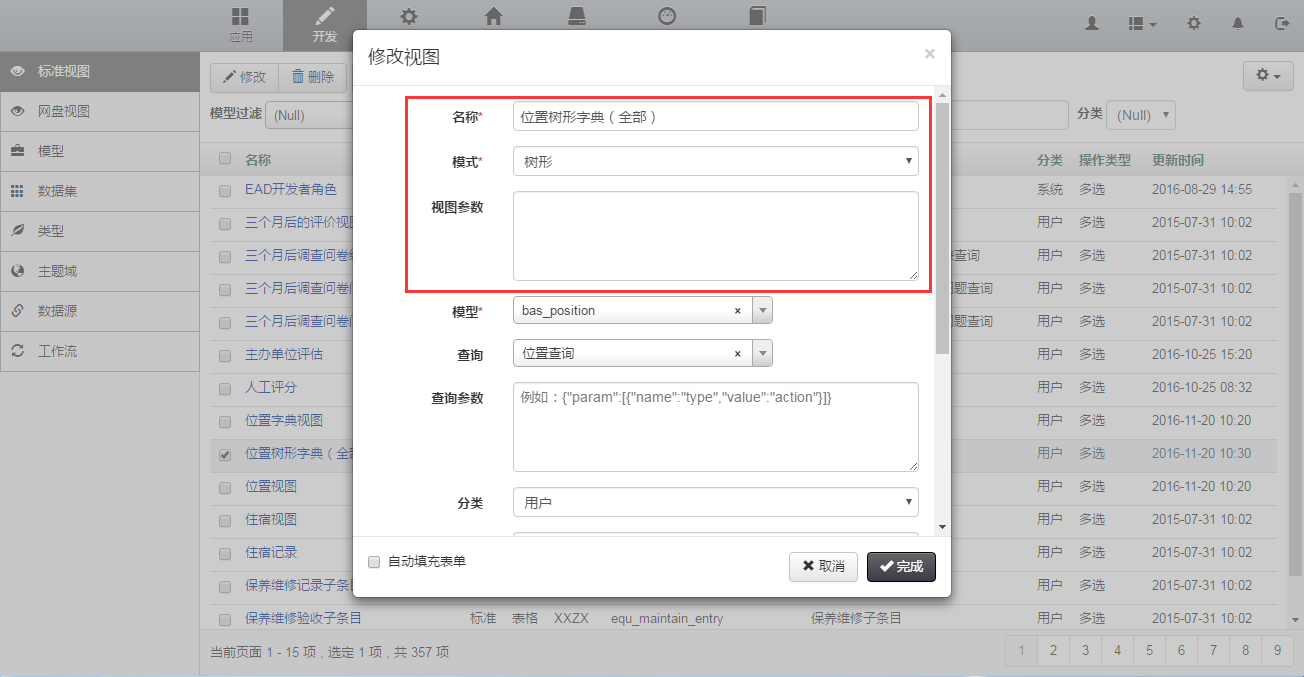 应用
开发
标准视图
网盘视图
模型
数据集
类型
主题域
数据源
工作流
修改 删除
模型过滤 (Null)
分类 (Null)
名称 分类 操作类型 更新时间
EAD开发者角色 系统 多选 2016-08-29 14:55
三个月后的评价视 用户 多选 2015-07-31 10:02
三个月后调查问卷 查询 用户 多选 2015-07-31 10:02
三个月后调查问卷 题查询 用户 多选 2015-07-31 10:02
三个月后调查问卷 题查询 用户 多选 2015-07-31 10:02
主办单位评估 用户 多选 2016-10-25 15:20
人工评分 用户 多选 2016-10-25 08:32
位置字典视图 用户 多选 2016-11-20 10:20
位置树形字典（全 用户 多选 2016-11-20 10:30
位置视图 用户 多选 2016-11-20 10:20
住宿视图 用户 多选 2015-07-31 10:02
住宿记录 用户 多选 2015-07-31 10:02
保养维修记录子条目 用户 多选 2015-07-31 10:02
保养维修验收子条目 标准 表格 XXZX equ_maintain_entry 保养维修子条目 用户 多选 2015-07-31 10:02
当前页面 1 - 15 项，选定 1 项，共 357 项
1 2 3 4 5 6 7 8 9
修改视图 ×
名称* 位置树形字典（全部）
模式* 树形
视图参数
模型* bas_position ×
查询 位置查询 ×
查询参数 例如：{"param":[{"name":"type","value":"action"}]}
分类 用户
自动填充表单
取消 完成